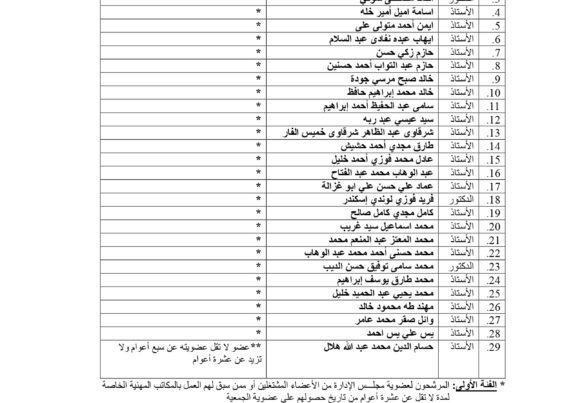 4. الأستاذ اسامة اميل أمير خله *
5. الأستاذ ايمن أحمد متولى على *
6. الأستاذ ايهاب عبده نفادى عبد السلام *
7. الأستاذ حازم زكي حسن *
8. الأستاذ حازم عبد التواب أحمد حسنين *
9. الأستاذ خالد صبح مرسي جودة *
10. الأستاذ خالد محمد إبراهيم حافظ *
11. الأستاذ سامى عبد الحفيظ أحمد إبراهيم *
12. الأستاذ سيد عيسي عبد ربه *
13. الأستاذ شرقاوى عبد الظاهر شرقاوى خميس الفار *
14. الأستاذ طارق مجدي أحمد حشيش *
15. الأستاذ عادل محمد فوزي أحمد خليل *
16. الأستاذ عبد الوهاب محمد عبد الفتاح *
17. الأستاذ عماد علي حسن علي ابو غزالة *
18. الدكتور فريد فوزي لوندي إسكندر *
19. الأستاذ كامل مجدي كامل صالح *
20. الأستاذ محمد اسماعيل سيد غريب *
21. الأستاذ محمد المعتز عبد المنعم محمد *
22. الأستاذ محمد حسنى أحمد محمد عبد الوهاب *
23. الدكتور محمد سامى توفيق حسن الديب *
24. الأستاذ محمد طارق يوسف إبراهيم *
25. الأستاذ محمد يحيي عبد الحميد خليل *
26. الأستاذ مهند طه محمود خالد *
27. الأستاذ وائل صقر محمد عامر *
28. الأستاذ يس علي يس احمد *
29. الأستاذ حسام الدين محمد عبد الله هلال **عضو لا تقل عضويته عن سبع أعوام ولا
تزيد عن عشرة أعوام
* الفئة الأولى: المرشحون لعضوية مجلس الإدارة من الأعضاء المشتغلين أو ممن سبق لهم العمل بالمكاتب المهنية الخاصة
لمدة لا تقل عن عشرة أعوام من تاريخ حصولهم على عضوية الجمعية